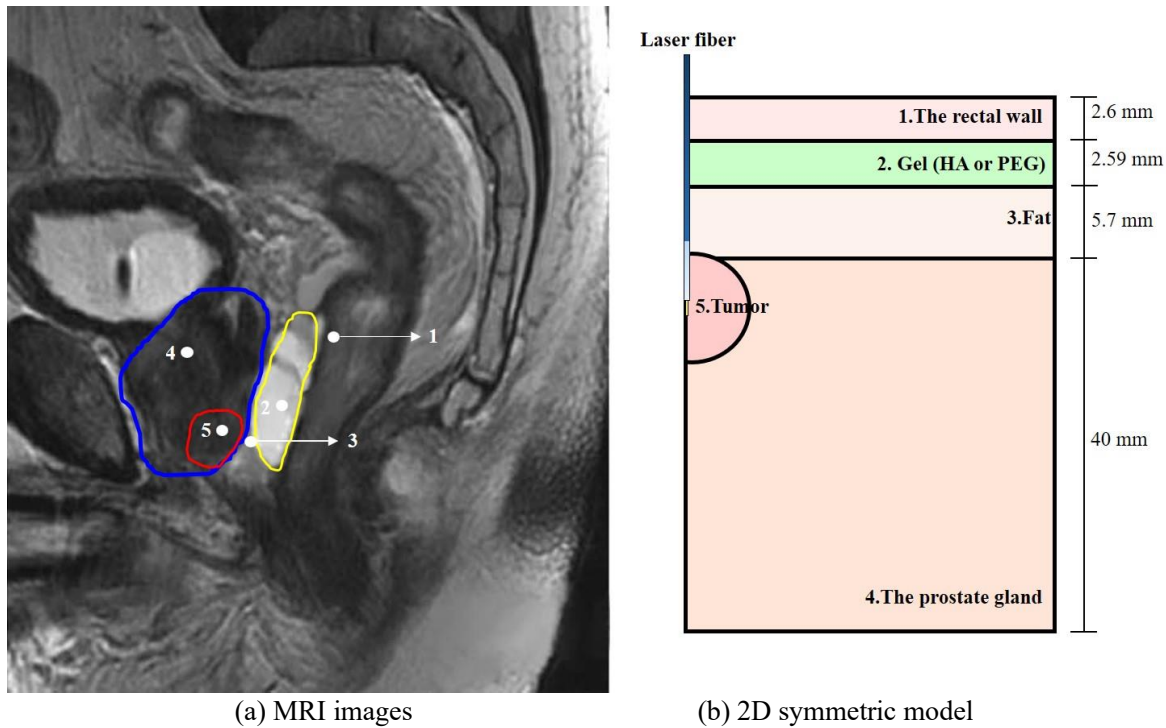 1
4
2
5
3
Laser fiber
1.The rectal wall
2.6 mm
2. Gel (HA or PEG)
2.59 mm
3.Fat
5.7 mm
5.Tumor
40 mm
4.The prostate gland
(a) MRI images
(b) 2D symmetric model